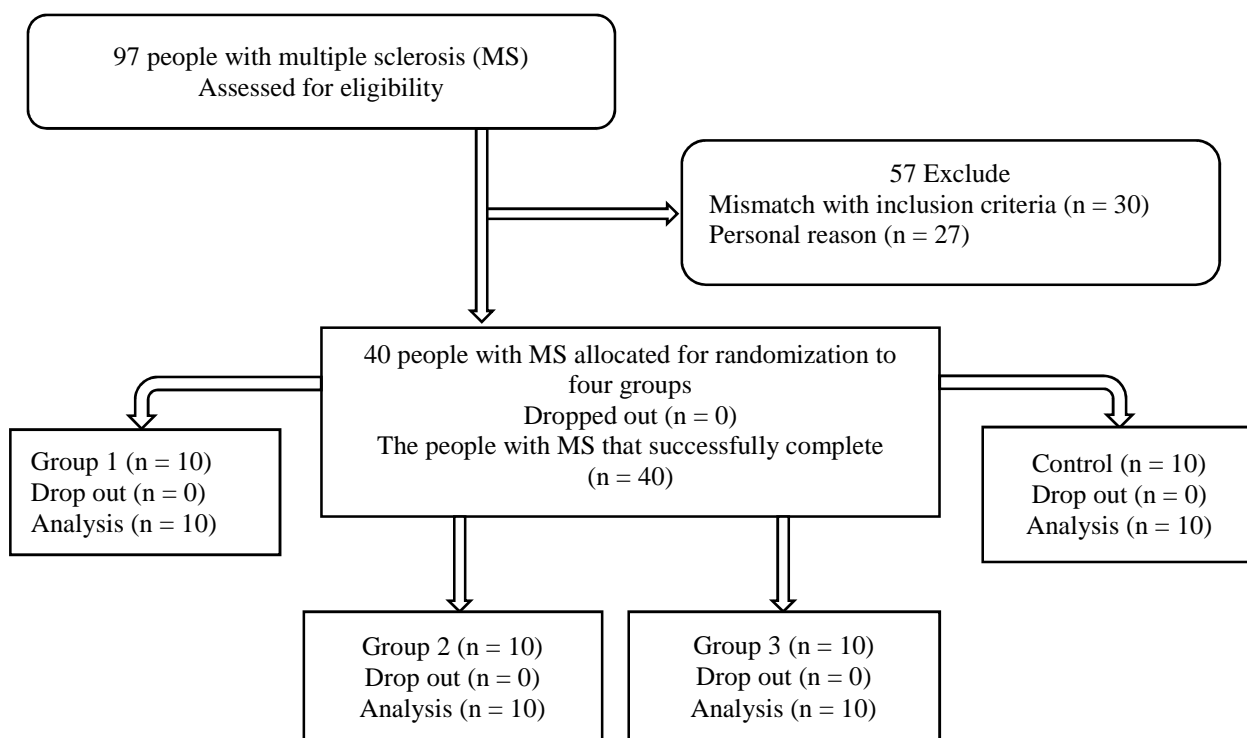 97 people with multiple sclerosis (MS)
Assessed for eligibility
57 Exclude
Mismatch with inclusion criteria (n = 30)
Personal reason (n = 27)
40 people with MS allocated for randomization to
four groups
Dropped out (n = 0)
The people with MS that successfully complete
(n = 40)
Group 1 (n = 10)
Drop out (n = 0)
Analysis (n = 10)
Control (n = 10)
Drop out (n = 0)
Analysis (n = 10)
Group 2 (n = 10)
Drop out (n = 0)
Analysis (n = 10)
Group 3 (n = 10)
Drop out (n = 0)
Analysis (n = 10)